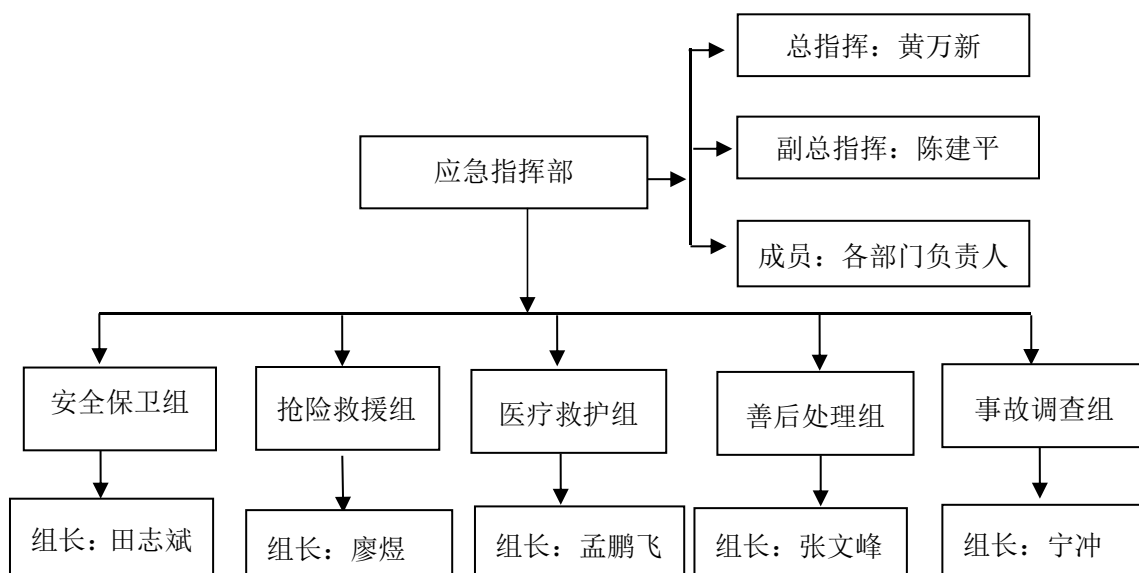 总指挥：黄万新
应急指挥部
副总指挥：陈建平
成员：各部门负责人
安全保卫组
抢险救援组
医疗救护组
善后处理组
事故调查组
组长：田志斌
组长：廖煜
组长：孟鹏飞
组长：张文峰
组长：宁冲